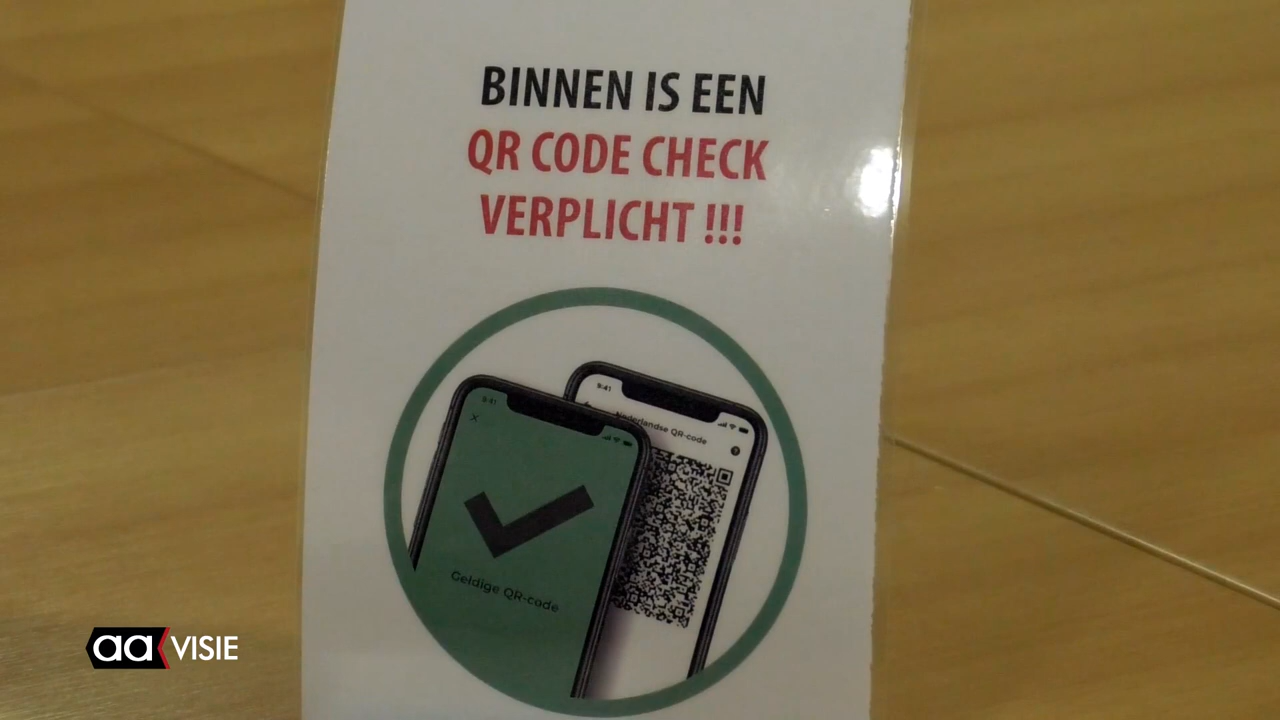 BINNEN IS EEN
QR CODE CHECK
VERPLICHT !!!
9:41
Nederlandse QR-code
?
9:41
Geldige QR-code
aa VISIE